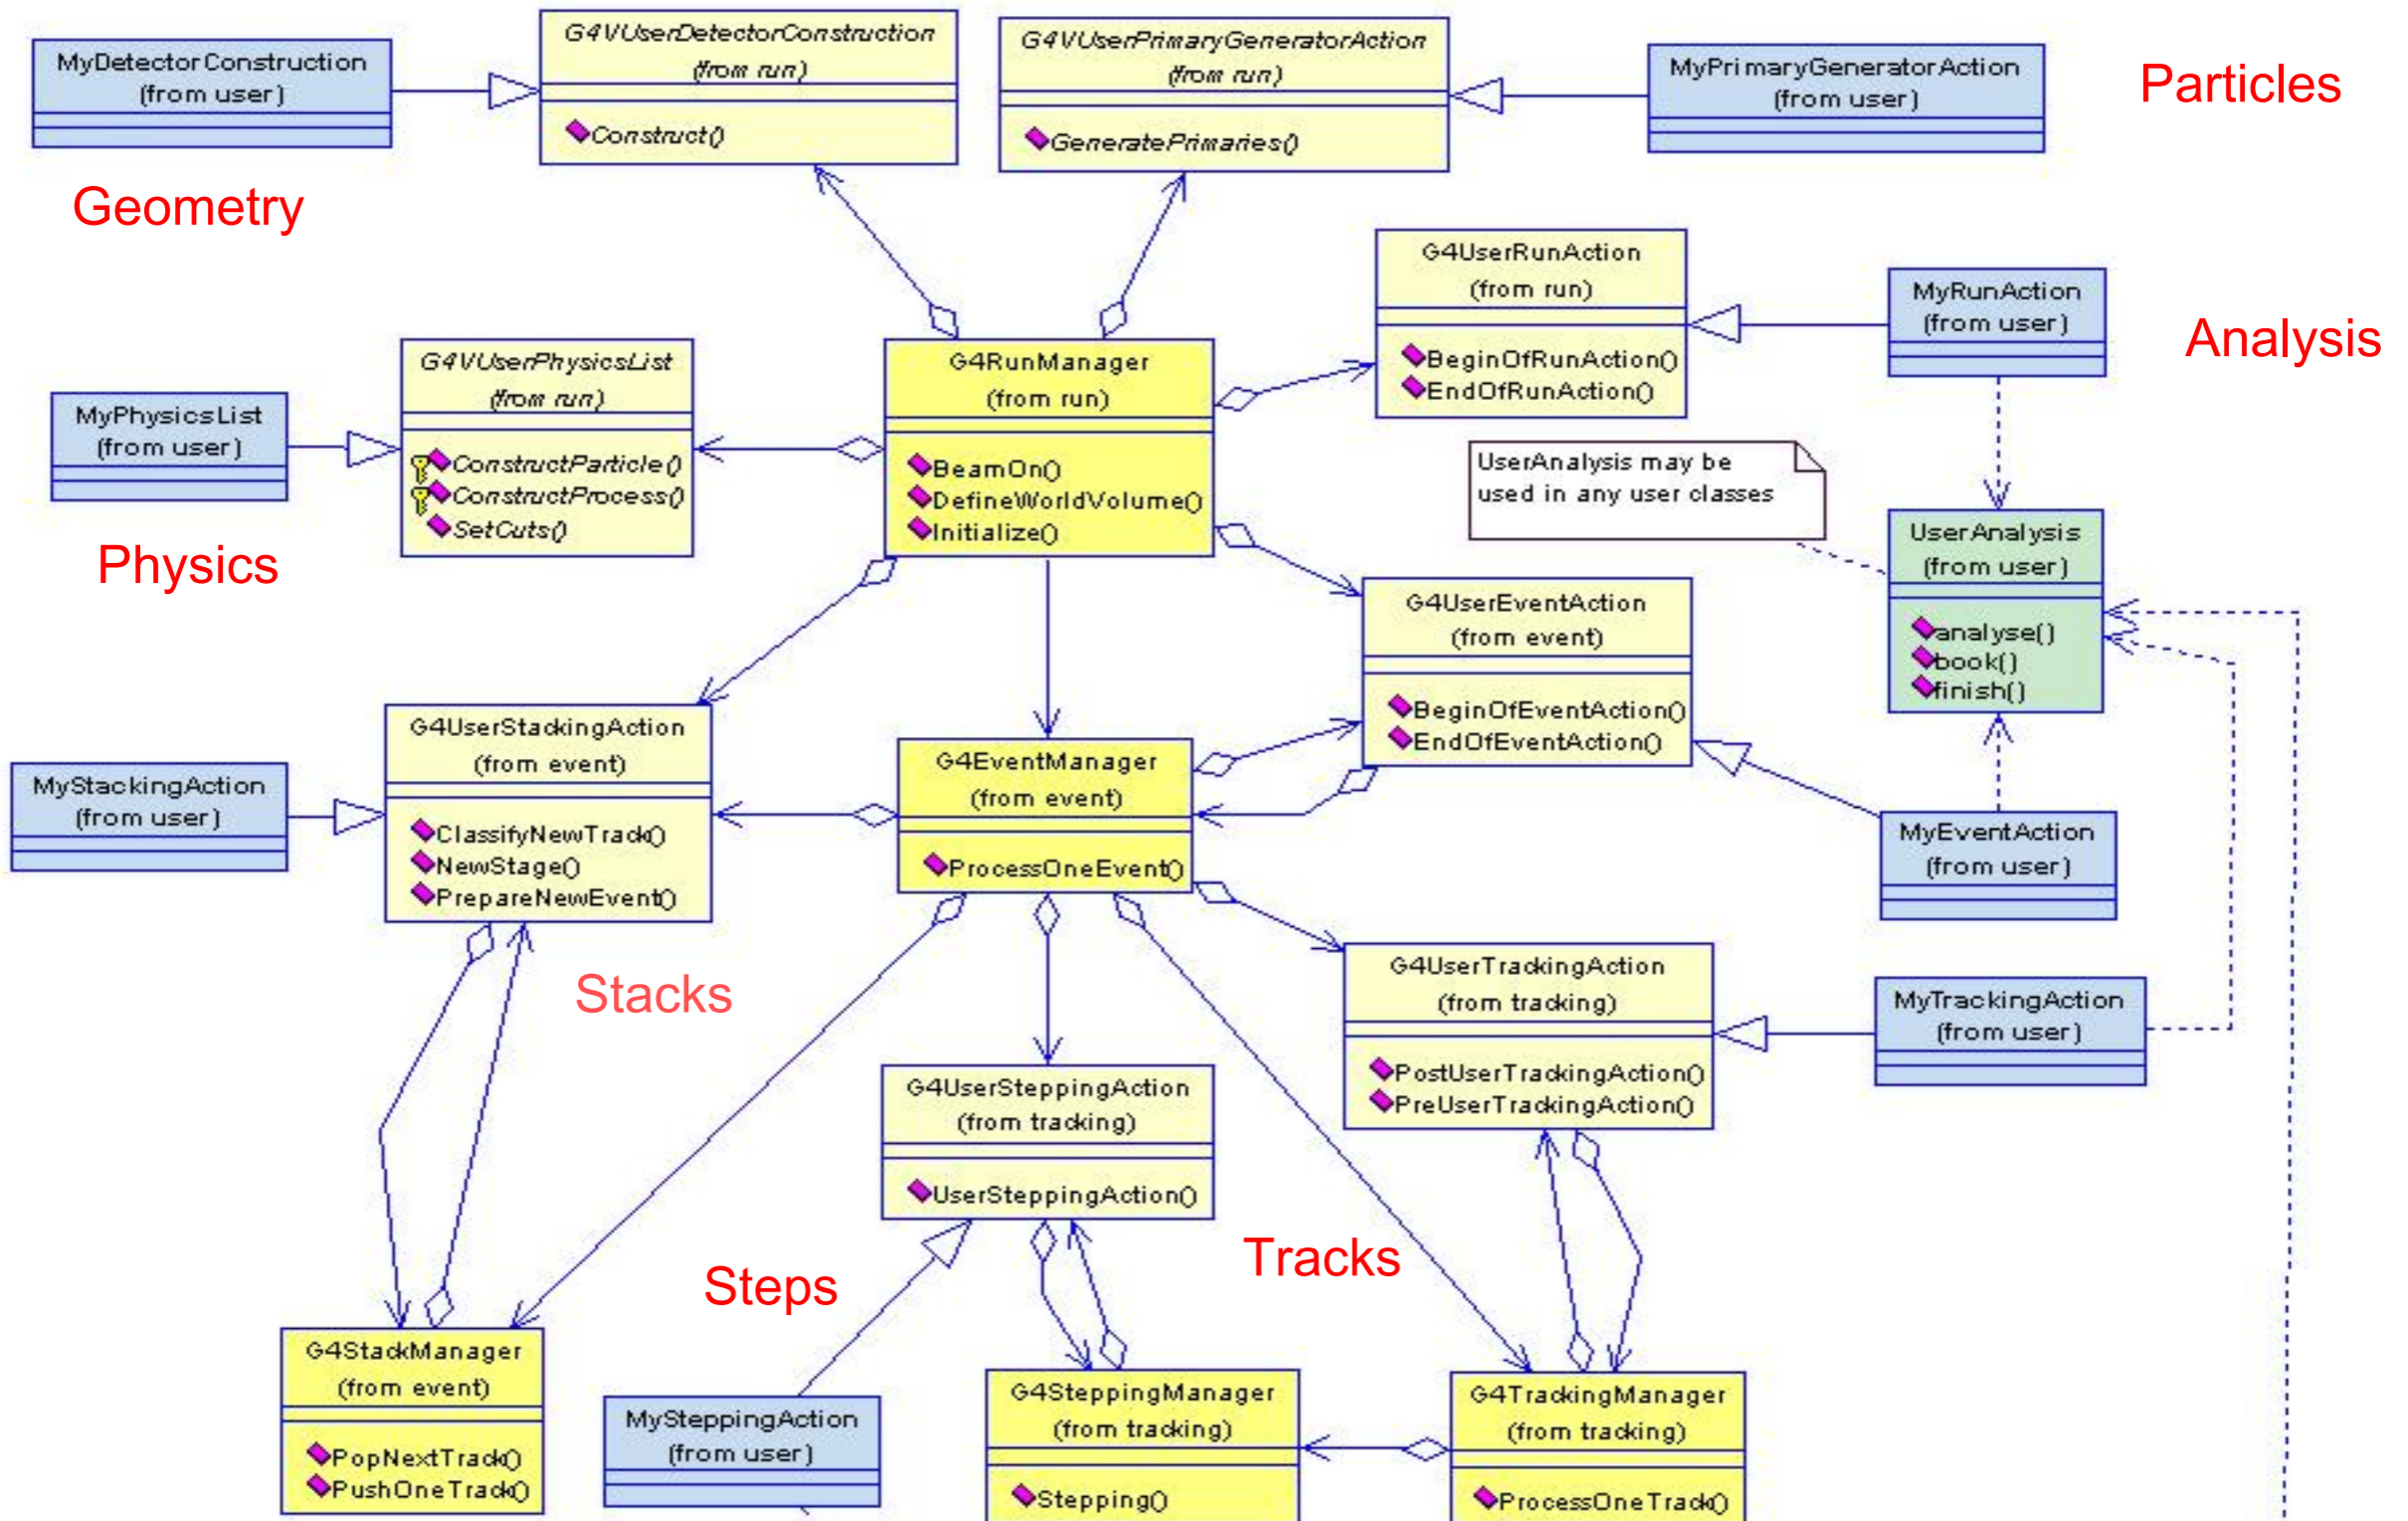 MyDetectorConstruction
(from user)
G4VUserDetectorConstruction
(from run)
Construct()
G4VUserPrimaryGeneratorAction
(from run)
GeneratePrimaries()
MyPrimaryGeneratorAction
(from user)
Particles
Geometry
G4UserRunAction
(from run)
BeginOfRunAction()
EndOfRunAction()
MyRunAction
(from user)
Analysis
MyPhysicsList
(from user)
G4VUserPhysicsList
(from run)
ConstructParticle()
ConstructProcess()
SetCuts()
G4RunManager
(from run)
BeamOn()
DefineWorldVolume()
Initialize()
UserAnalysis may be
used in any user classes
Physics
UserAnalysis
(from user)
analyse()
book()
finish()
G4UserEventAction
(from event)
BeginOfEventAction()
EndOfEventAction()
MyStackingAction
(from user)
G4UserStackingAction
(from event)
ClassifyNewTrack()
NewStage()
PrepareNewEvent()
G4EventManager
(from event)
ProcessOneEvent()
MyEventAction
(from user)
Stacks
G4UserTrackingAction
(from tracking)
PostUserTrackingAction()
PreUserTrackingAction()
MyTrackingAction
(from user)
G4UserSteppingAction
(from tracking)
UserSteppingAction()
Steps
Tracks
G4StackManager
(from event)
PopNextTrack()
PushOneTrack()
MySteppingAction
(from user)
G4SteppingManager
(from tracking)
Stepping()
G4TrackingManager
(from tracking)
ProcessOneTrack()